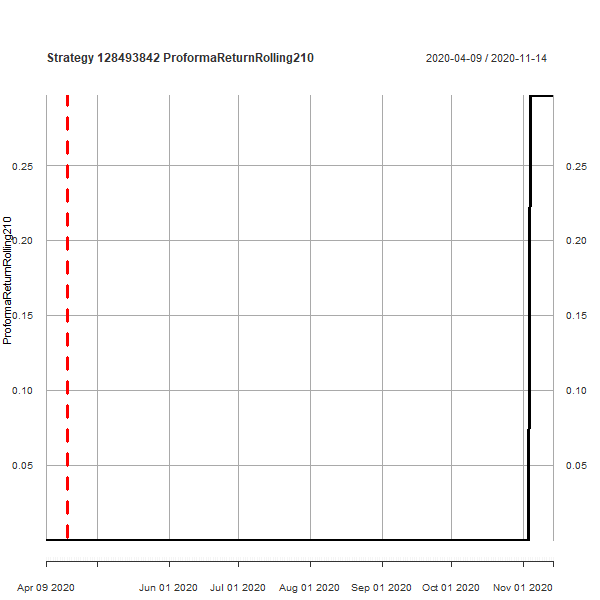 Strategy 128493842 ProformaReturnRolling210
2020-04-09 / 2020-11-14
ProformaReturnRolling210
0.25
0.20
0.15
0.10
0.05
0.25
0.20
0.15
0.10
0.05
Apr 09 2020
Jun 01 2020
Jul 01 2020
Aug 01 2020
Sep 01 2020
Oct 01 2020
Nov 01 2020